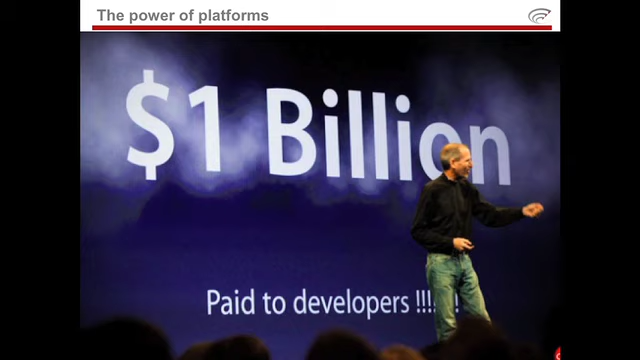 The power of platforms
$1 Billion
Paid to developers !!!!!!